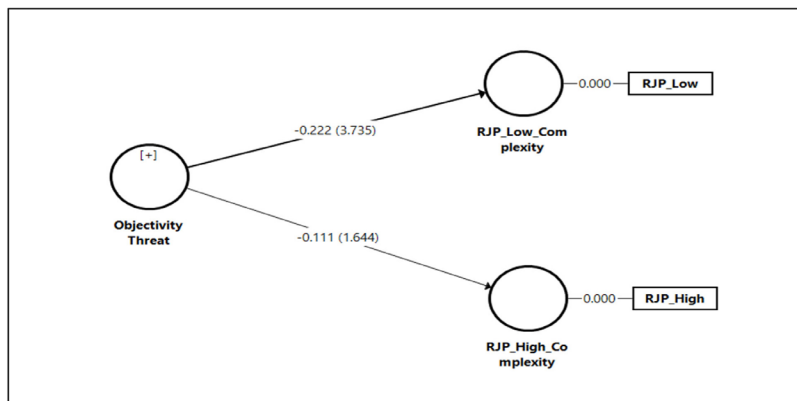 0.000
RJP_Low
RJP_Low_Com
plexity
-0.222 (3.735)
[+]
Objectivity
Threat
-0.111 (1.644)
0.000
RJP_High
RJP_High_Co
mplexity